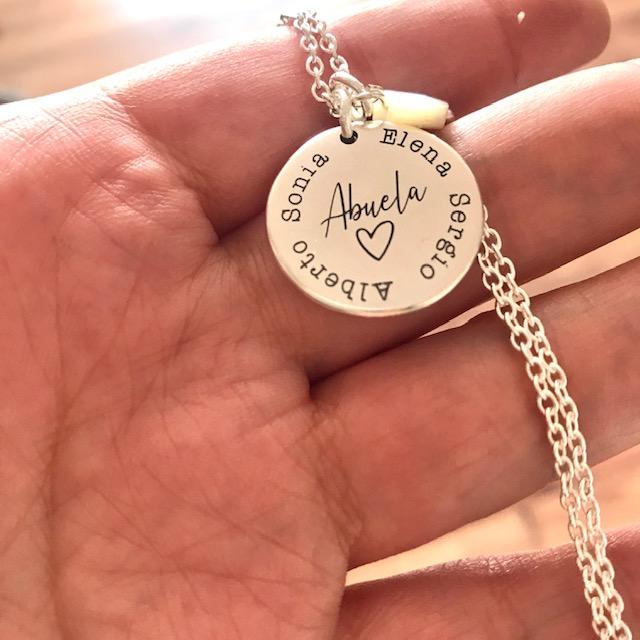 Abuela
Elena
Sergio
Alberto
Sonia